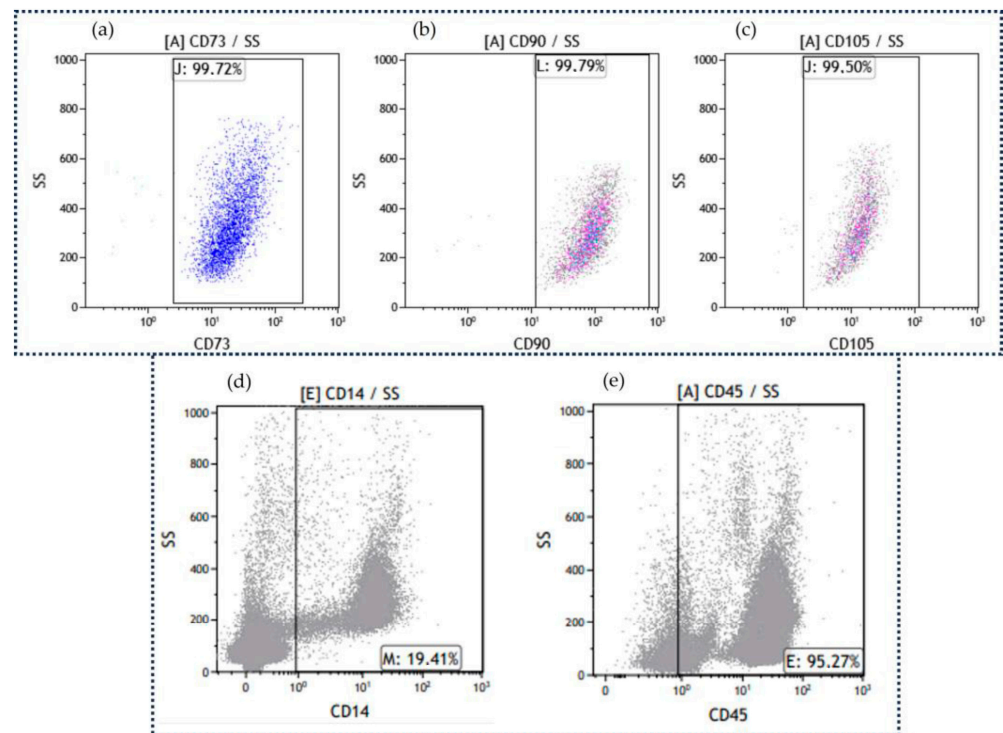 (a)
[A] CD73 / SS
J: 99.72%
1000
800
600
400
200
0
SS
10⁰ 10¹ 10² 10³
CD73
(b)
[A] CD90 / SS
L: 99.79%
1000
800
600
400
200
0
SS
10⁰ 10¹ 10² 10³
CD90
(c)
[A] CD105 / SS
J: 99.50%
1000
800
600
400
200
0
SS
10⁰ 10¹ 10² 10³
CD105
(d)
[E] CD14 / SS
1000
800
600
400
200
0
SS
M: 19.41%
0 10⁰ 10¹ 10² 10³
CD14
(e)
[A] CD45 / SS
1000
800
600
400
200
0
SS
E: 95.27%
0 10⁰ 10¹ 10² 10³
CD45